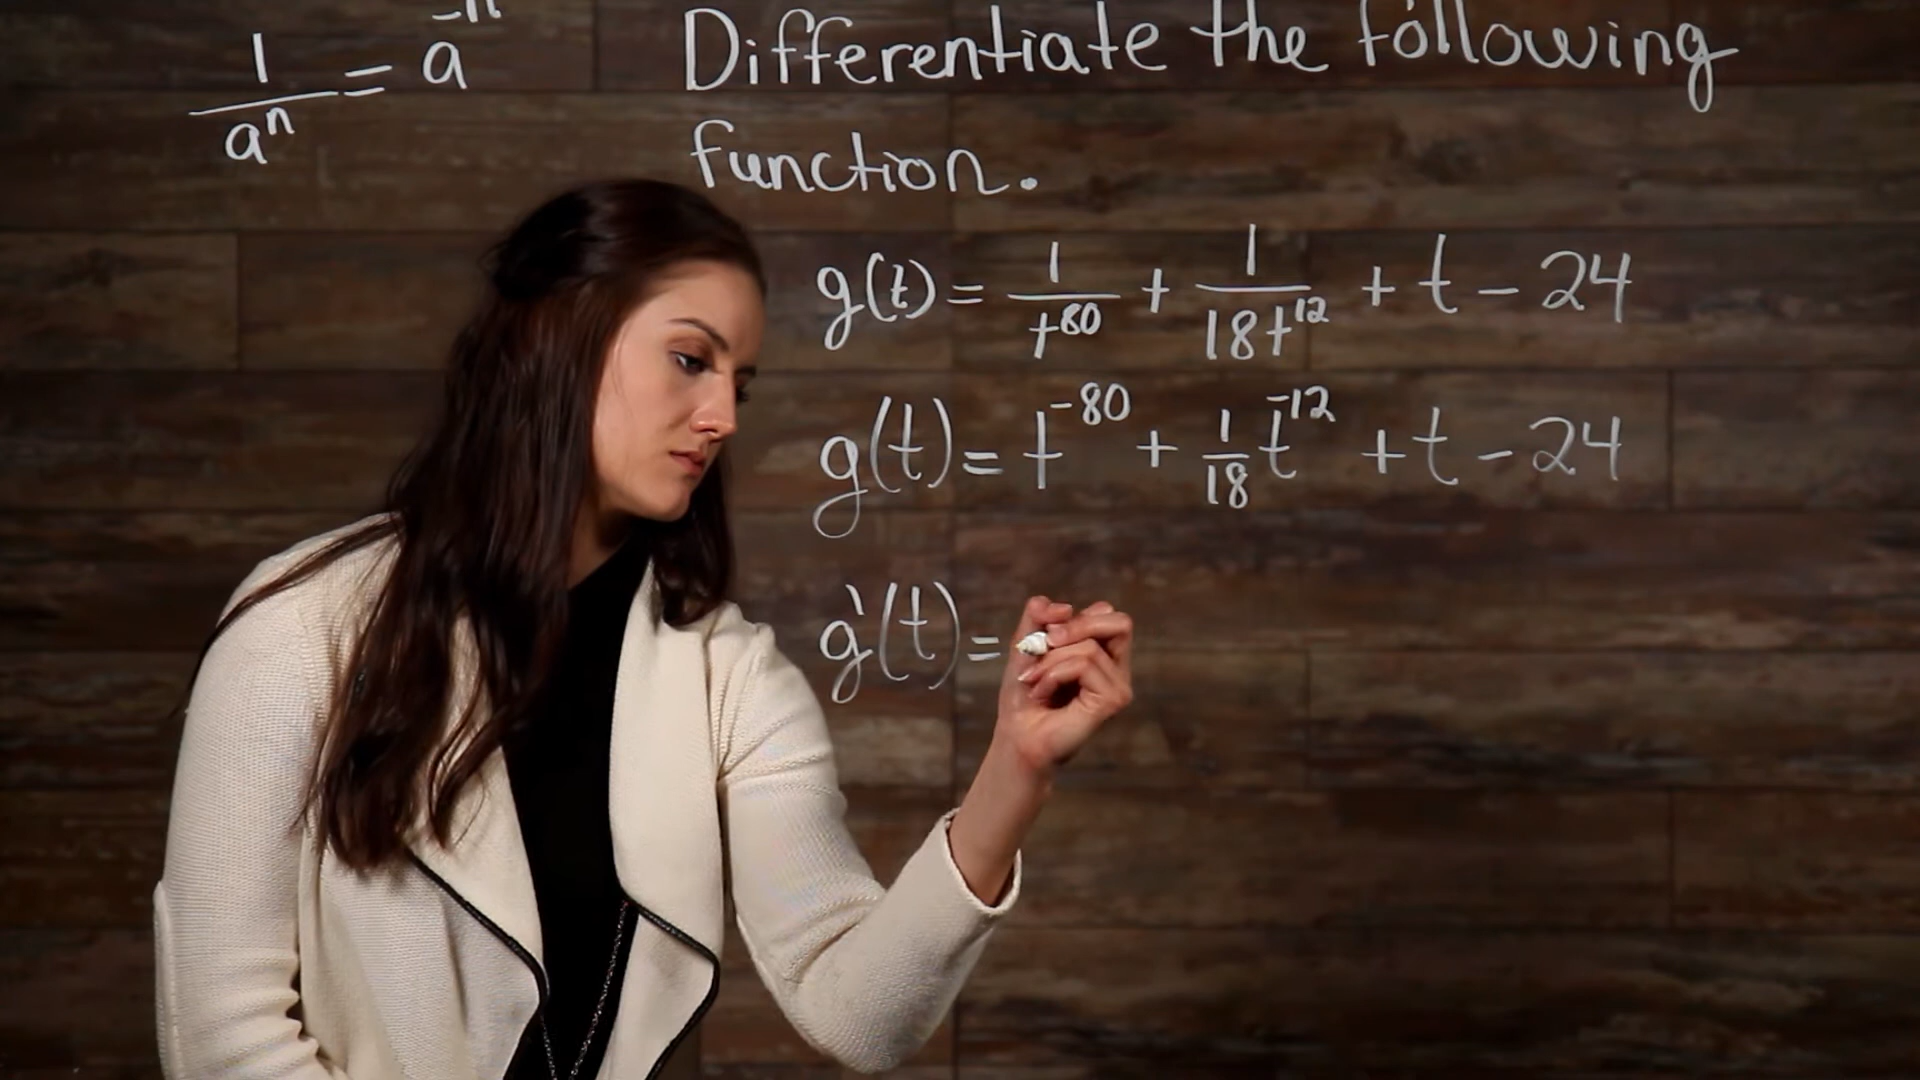 1/aⁿ = a⁻ⁿ
Differentiate the following
function.
g(t) = 1/t⁸⁰ + 1/18t¹² + t - 24
g(t) = t⁻⁸⁰ + 1/18 t⁻¹² + t - 24
g'(t) =